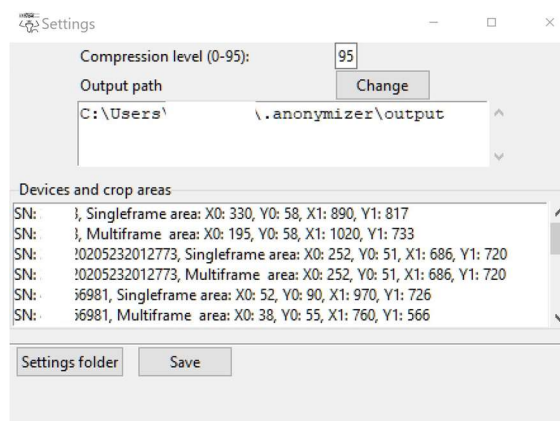 Settings
Compression level (0-95): 95
Output path Change
C:\Users\ \.anonymizer\output
Devices and crop areas
SN: 3, Singleframe area: X0: 330, Y0: 58, X1: 890, Y1: 817
SN: 3, Multiframe area: X0: 195, Y0: 58, X1: 1020, Y1: 733
SN: 20205232012773, Singleframe area: X0: 252, Y0: 51, X1: 686, Y1: 720
SN: 20205232012773, Multiframe area: X0: 252, Y0: 51, X1: 686, Y1: 720
SN: 56981, Singleframe area: X0: 52, Y0: 90, X1: 970, Y1: 726
SN: 56981, Multiframe area: X0: 38, Y0: 55, X1: 760, Y1: 566
Settings folder Save